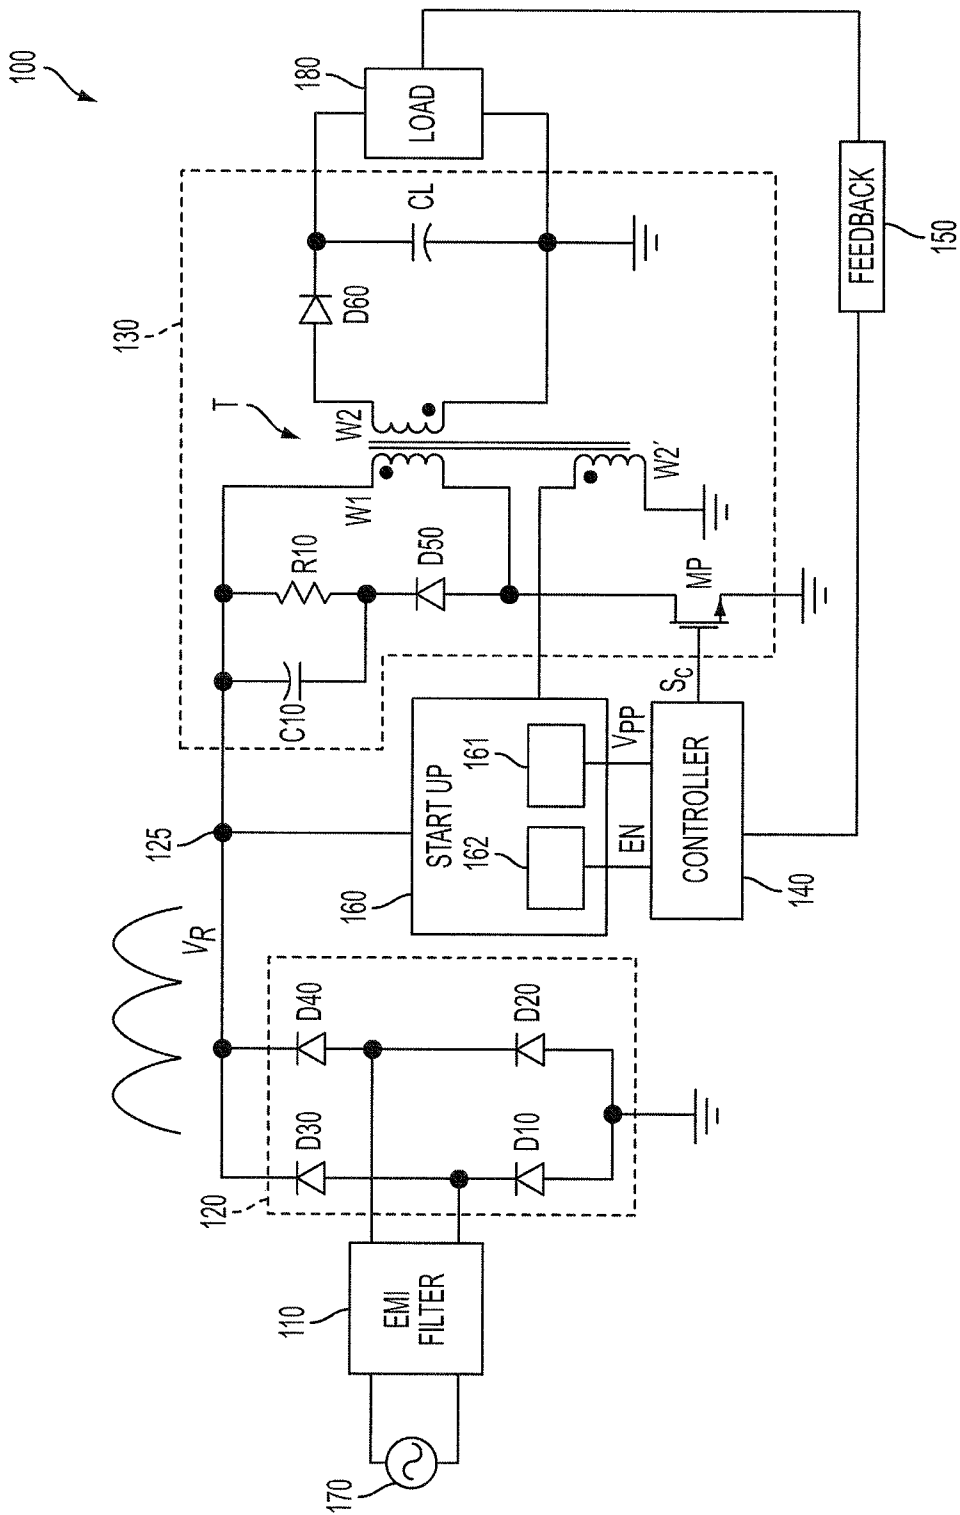 100
180
LOAD
CL
130
D60
FEEDBACK
150
T
W2
W1
W2′
R10
D50
C10
MP
SC
125
START UP
161
162
VPP
EN
160
CONTROLLER
140
VR
D40
D20
D30
D10
120
110
EMI
FILTER
170